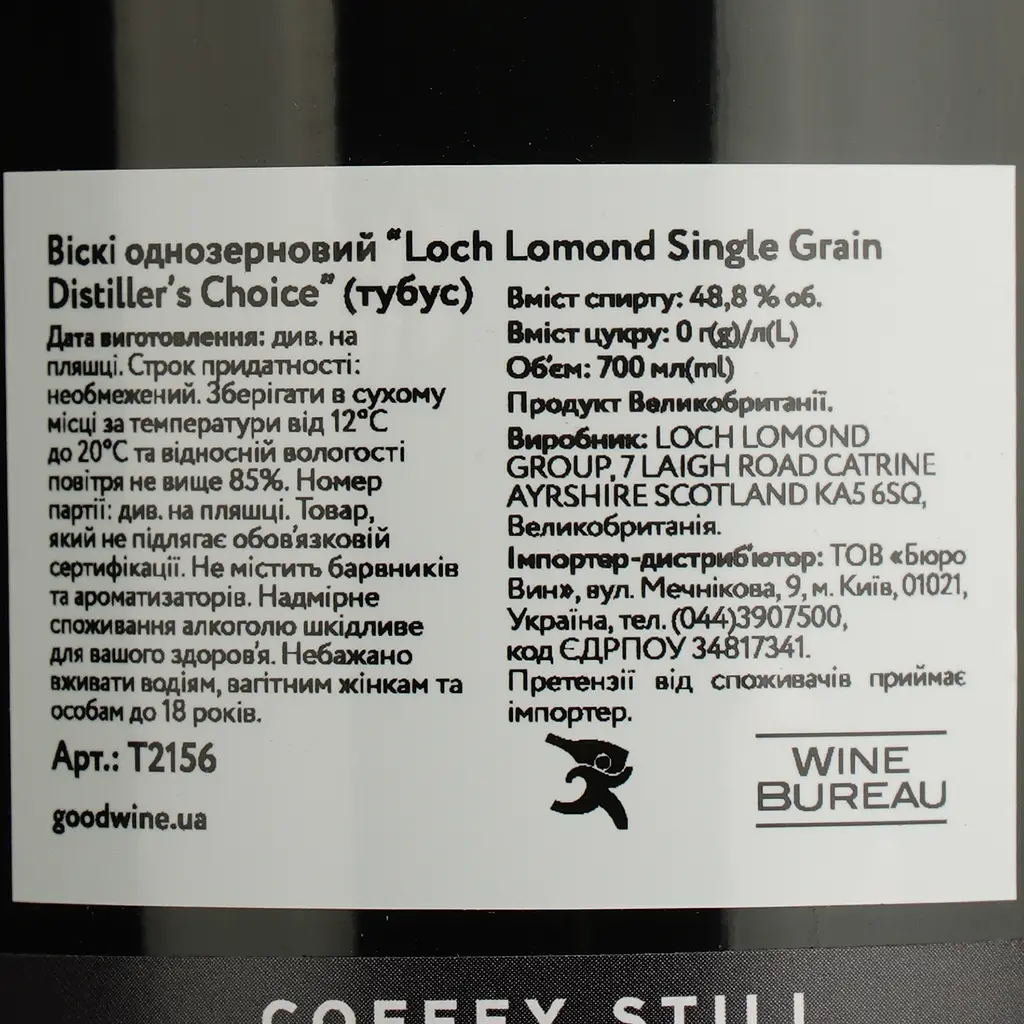 Віскі однозерновий “Loch Lomond Single Grain
Distiller's Choice” (тубус)
Дата виготовлення: див. на
пляшці. Строк придатності:
необмежений. Зберігати в сухому
місці за температури від 12°C
до 20°C та відносній вологості
повітря не вище 85%. Номер
партії: див. на пляшці. Товар,
який не підлягає обов'язковій
сертифікації. Не містить барвників
та ароматизаторів. Надмірне
споживання алкоголю шкідливе
для вашого здоров'я. Небажано
вживати водіям, вагітним жінкам та
особам до 18 років.
Арт.: T2156
goodwine.ua
Вміст спирту: 48,8 % об.
Вміст цукру: 0 г(g)/л(L)
Об'єм: 700 мл(ml)
Продукт Великобританії.
Виробник: LOCH LOMOND
GROUP, 7 LAIGH ROAD CATRINE
AYRSHIRE SCOTLAND KA5 6SQ,
Великобританія.
Імпортер-дистриб'ютор: ТОВ «Бюро
Вин», вул. Мечнікова, 9, м. Київ, 01021,
Україна, тел. (044)3907500,
код ЄДРПОУ 34817341.
Претензії від споживачів приймає
імпортер.
WINE
BUREAU
COFFEY STILL